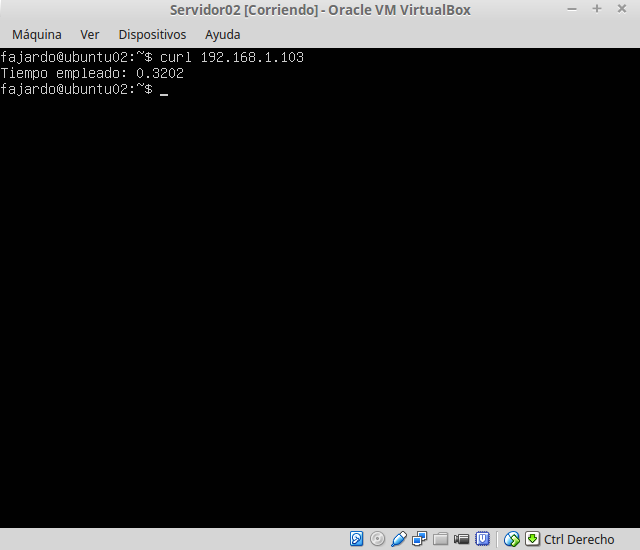 Servidor02 [Corriendo] - Oracle VM VirtualBox
Máquina Ver Dispositivos Ayuda
fajardo@ubuntu02:~$ curl 192.168.1.103
Tiempo empleado: 0.3202
fajardo@ubuntu02:~$ _
Ctrl Derecho